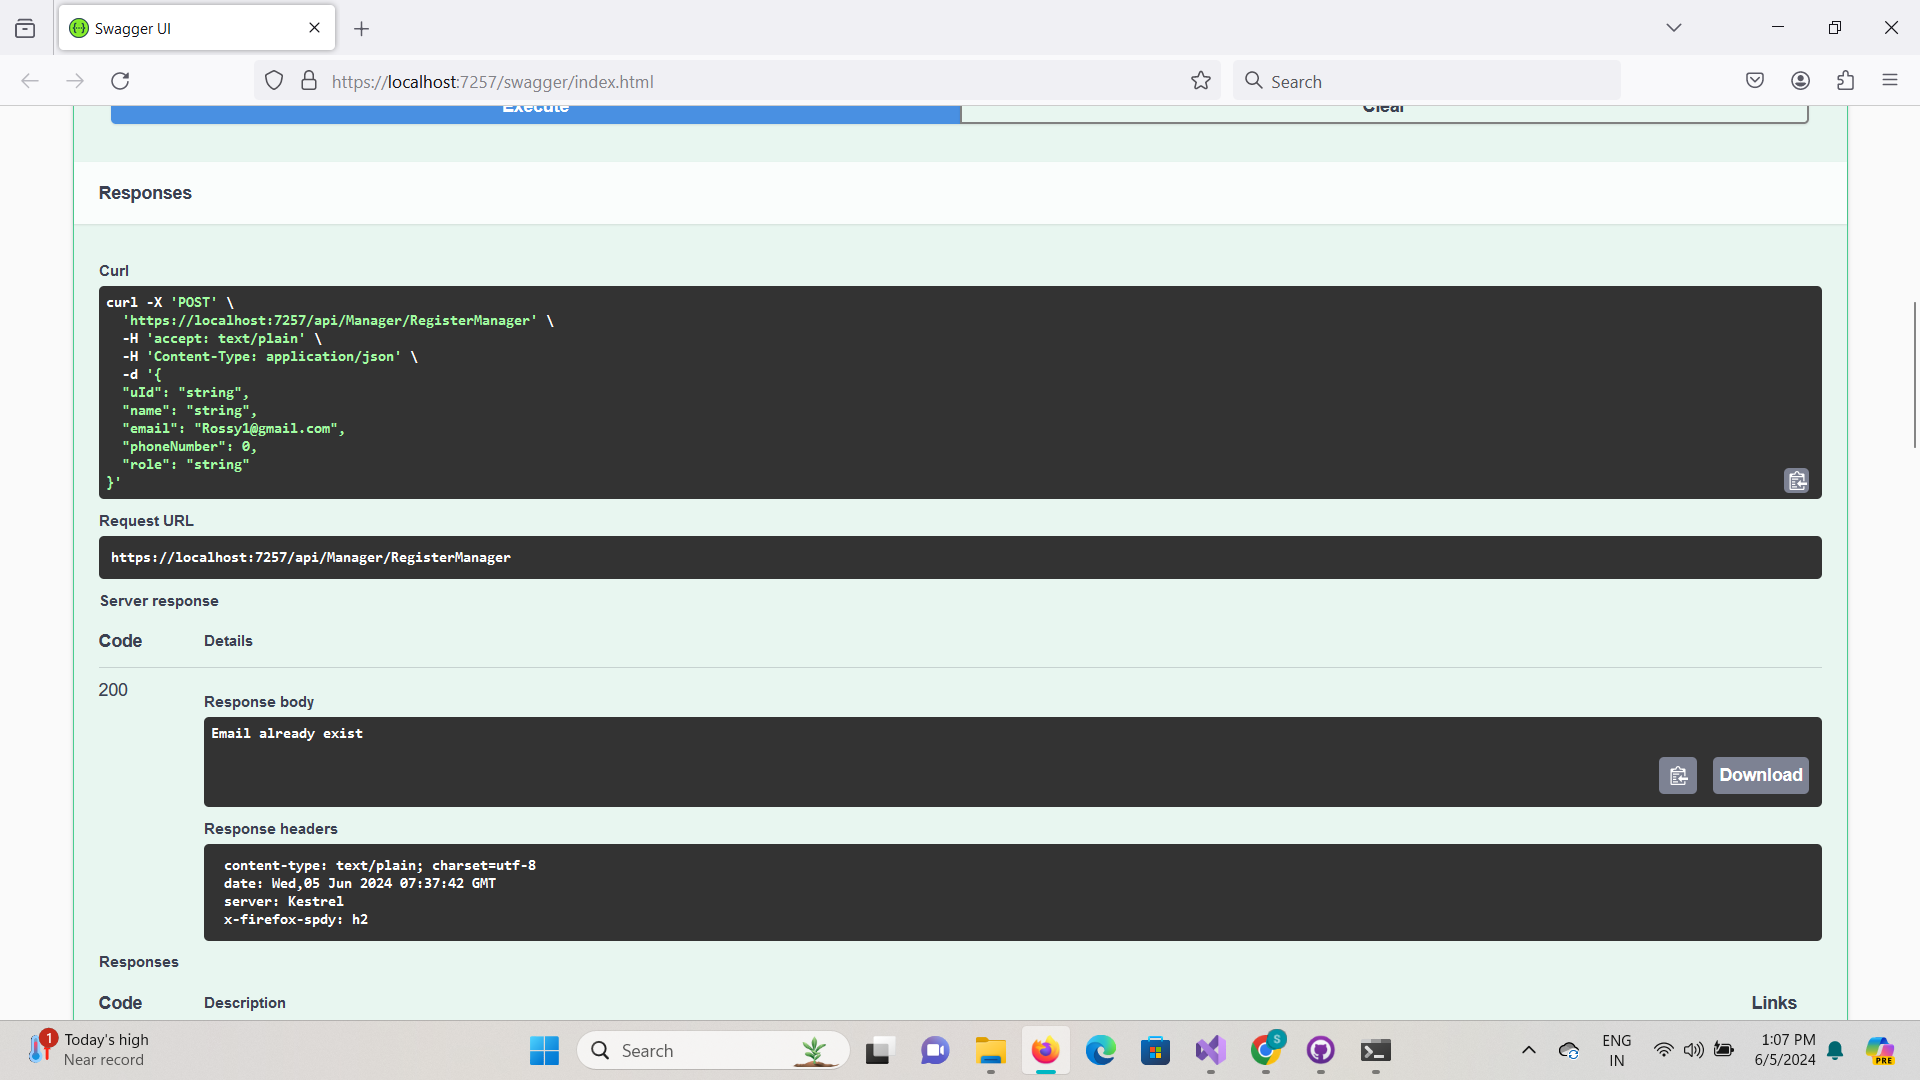 Swagger UI
https://localhost:7257/swagger/index.html
Search
Execute
Clear
Responses
Curl
curl -X 'POST' \
'https://localhost:7257/api/Manager/RegisterManager' \
-H 'accept: text/plain' \
-H 'Content-Type: application/json' \
-d '{
"uId": "string",
"name": "string",
"email": "Rossy1@gmail.com",
"phoneNumber": 0,
"role": "string"
}'
Request URL
https://localhost:7257/api/Manager/RegisterManager
Server response
Code Details
200
Response body
Email already exist
Download
Response headers
content-type: text/plain; charset=utf-8
date: Wed,05 Jun 2024 07:37:42 GMT
server: Kestrel
x-firefox-spdy: h2
Responses
Code Description Links
1
Today's high
Near record
Search
S
ENG
IN
1:07 PM
6/5/2024
PRE